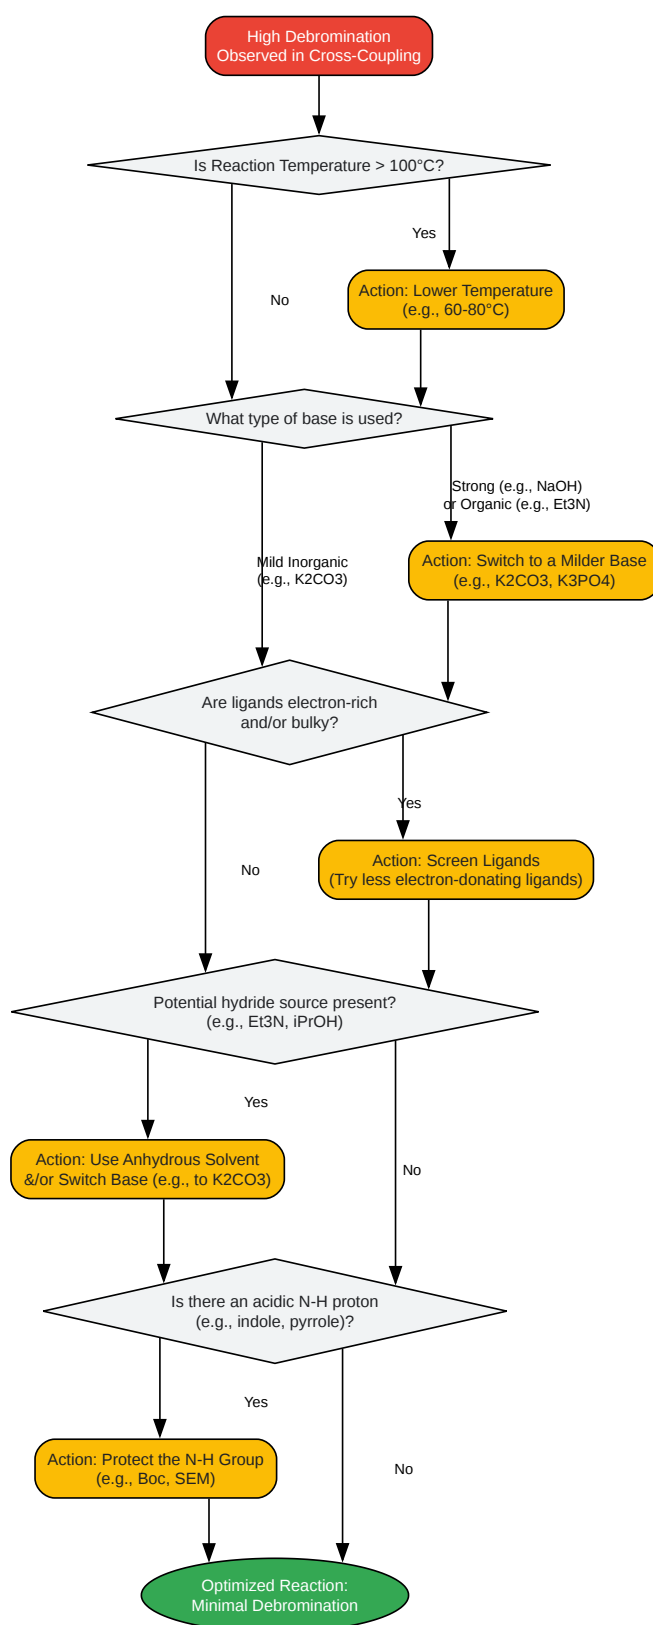 High Debromination
Observed in Cross-Coupling
Is Reaction Temperature > 100°C?
Yes
No
Action: Lower Temperature
(e.g., 60-80°C)
What type of base is used?
Strong (e.g., NaOH)
or Organic (e.g., Et3N)
Mild Inorganic
(e.g., K2CO3)
Action: Switch to a Milder Base
(e.g., K2CO3, K3PO4)
Are ligands electron-rich
and/or bulky?
Yes
No
Action: Screen Ligands
(Try less electron-donating ligands)
Potential hydride source present?
(e.g., Et3N, iPrOH)
Yes
No
Action: Use Anhydrous Solvent
&/or Switch Base (e.g., to K2CO3)
Is there an acidic N-H proton
(e.g., indole, pyrrole)?
Yes
No
Action: Protect the N-H Group
(e.g., Boc, SEM)
Optimized Reaction:
Minimal Debromination